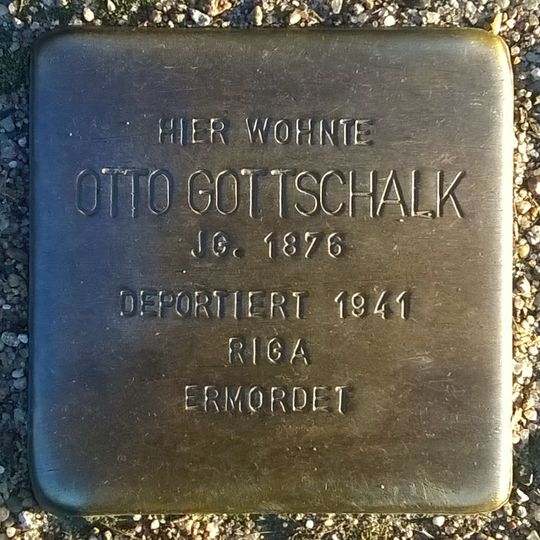 HIER WOHNTE
OTTO GOTTSCHALK
JG. 1876
DEPORTIERT 1941
RIGA
ERMORDET